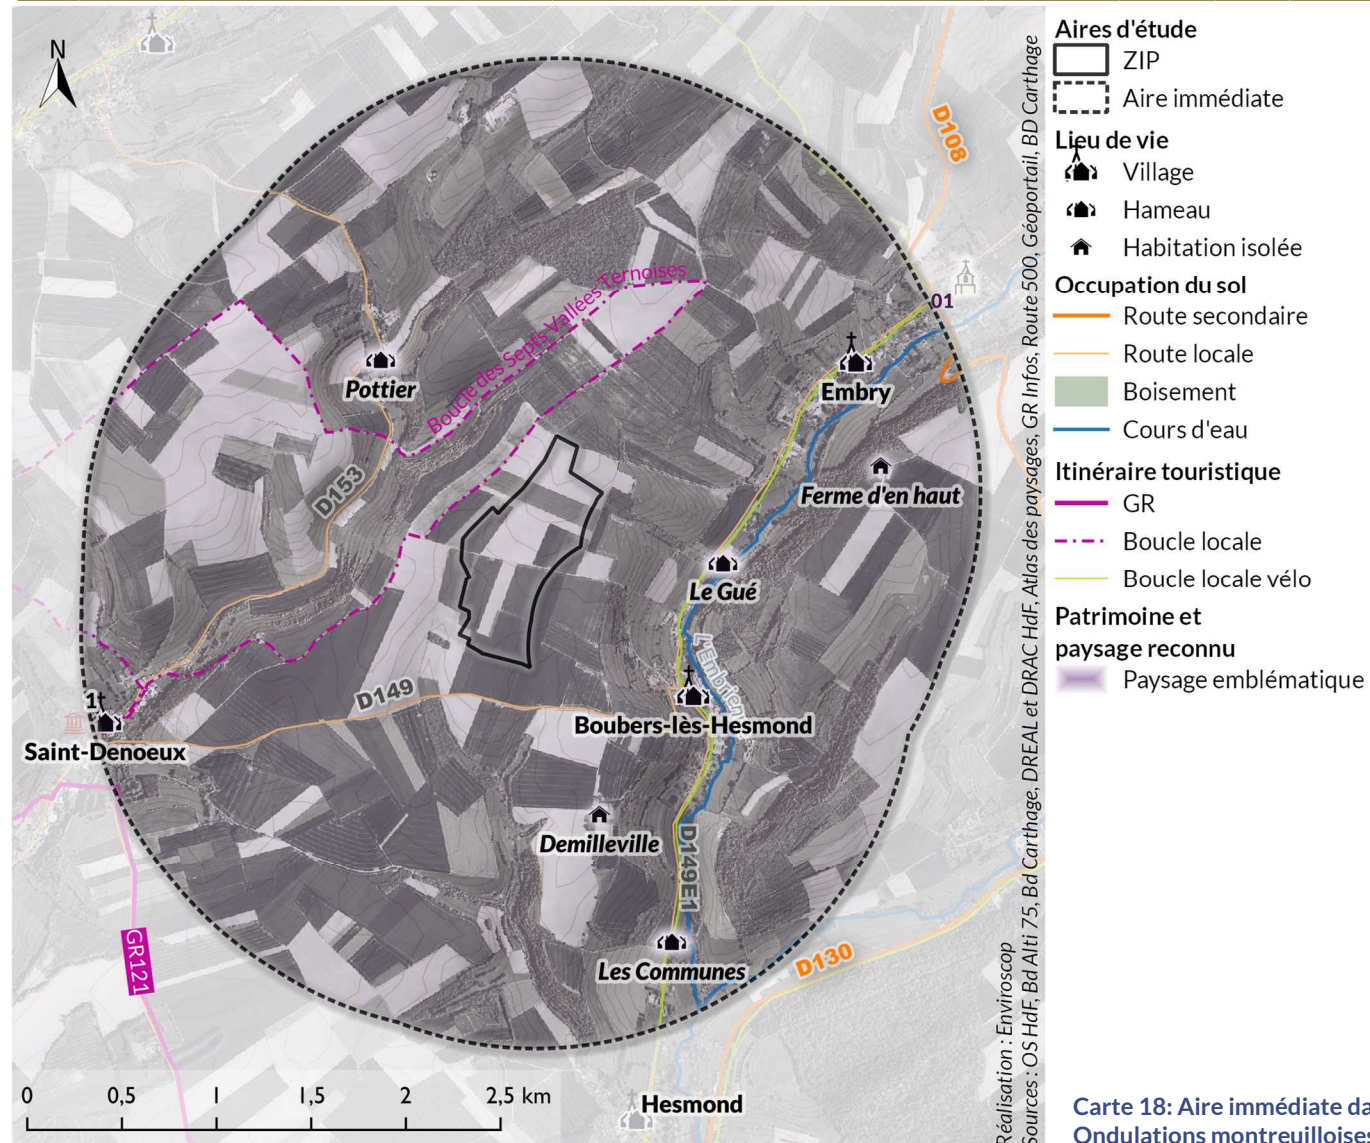 N
D108
Boucle des Septs Vallées Ternoises
01
Pottier
Embry
D153
Ferme d'en haut
Le Gué
L'Embrien
D149
1t
Saint-Denoeux
Boubers-lès-Hesmond
Demilleville
D149E1
GR121
Les Communes
D130
Hesmond
0 0,5 1 1,5 2 2,5 km
Réalisation : Enviroscop
Sources : OS HdF, Bd Alti 75, Bd Carthage, DREAL et DRAC HdF, Atlas des paysages, GR Infos, Route 500, Géoportail, BD Carthage
Aires d'étude
ZIP
Aire immédiate
Lieu de vie
Village
Hameau
Habitation isolée
Occupation du sol
Route secondaire
Route locale
Boisement
Cours d'eau
Itinéraire touristique
GR
Boucle locale
Boucle locale vélo
Patrimoine et
paysage reconnu
Paysage emblématique
Carte 18: Aire immédiate da
Ondulations montreuilloises